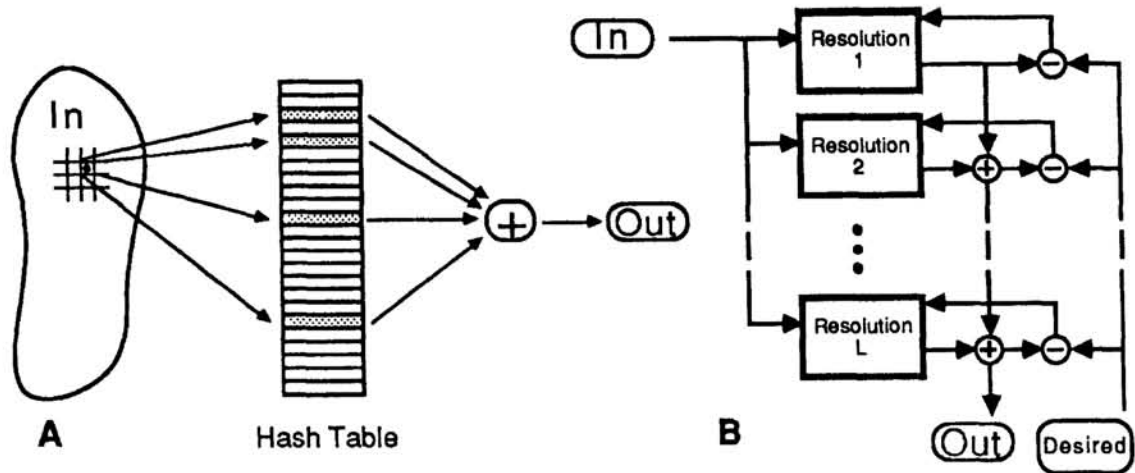 In
Hash Table
+
Out
A
In
Resolution
1
−
Resolution
2
+
−
Resolution
L
+
−
Out
Desired
B